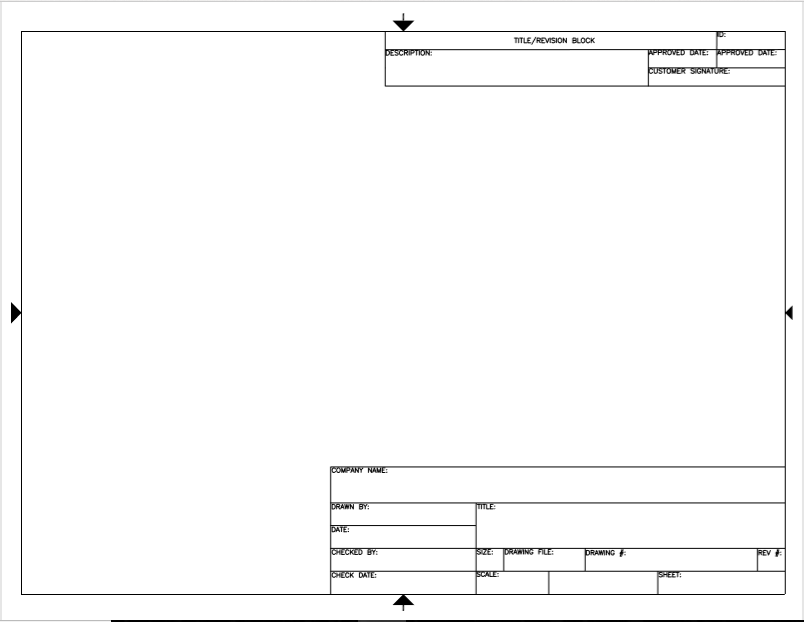 TITLE/REVISION BLOCK ID:
DESCRIPTION: APPROVED DATE: APPROVED DATE:
CUSTOMER SIGNATURE:
COMPANY NAME:
DRAWN BY: TITLE:
DATE:
CHECKED BY: SIZE: DRAWING FILE: DRAWING #: REV #:
CHECK DATE: SCALE: SHEET: